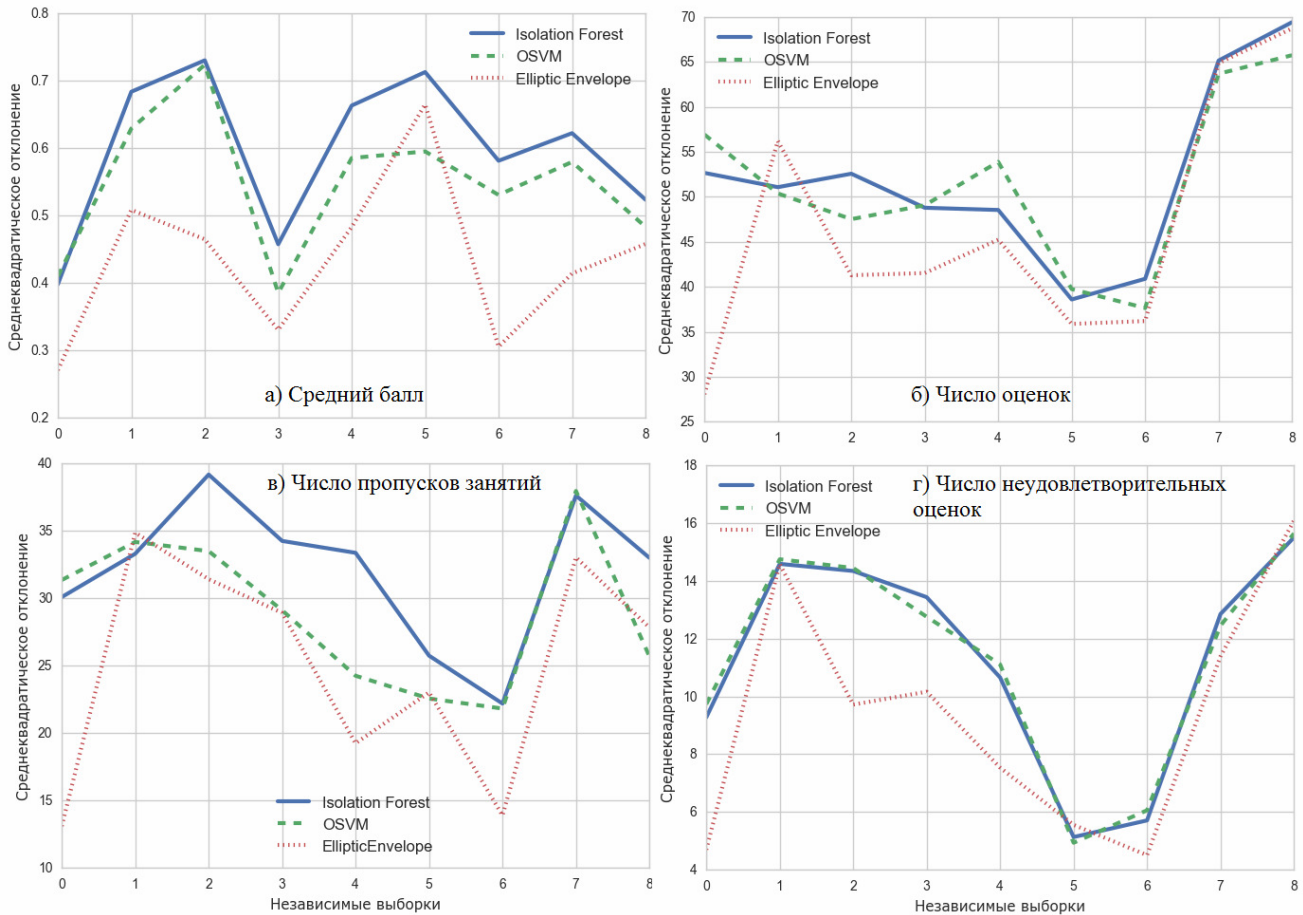 Среднеквадратическое отклонение
0.8
0.7
0.6
0.5
0.4
0.3
0.2
0 1 2 3 4 5 6 7 8
Isolation Forest
OSVM
Elliptic Envelope
а) Средний балл
Среднеквадратическое отклонение
70
65
60
55
50
45
40
35
30
25
0 1 2 3 4 5 6 7 8
Isolation Forest
OSVM
Elliptic Envelope
б) Число оценок
Среднеквадратическое отклонение
40
35
30
25
20
15
10
0 1 2 3 4 5 6 7 8
в) Число пропусков занятий
Isolation Forest
OSVM
EllipticEnvelope
Независимые выборки
Среднеквадратическое отклонение
18
16
14
12
10
8
6
4
0 1 2 3 4 5 6 7 8
Isolation Forest
OSVM
Elliptic Envelope
г) Число неудовлетворительных
оценок
Независимые выборки